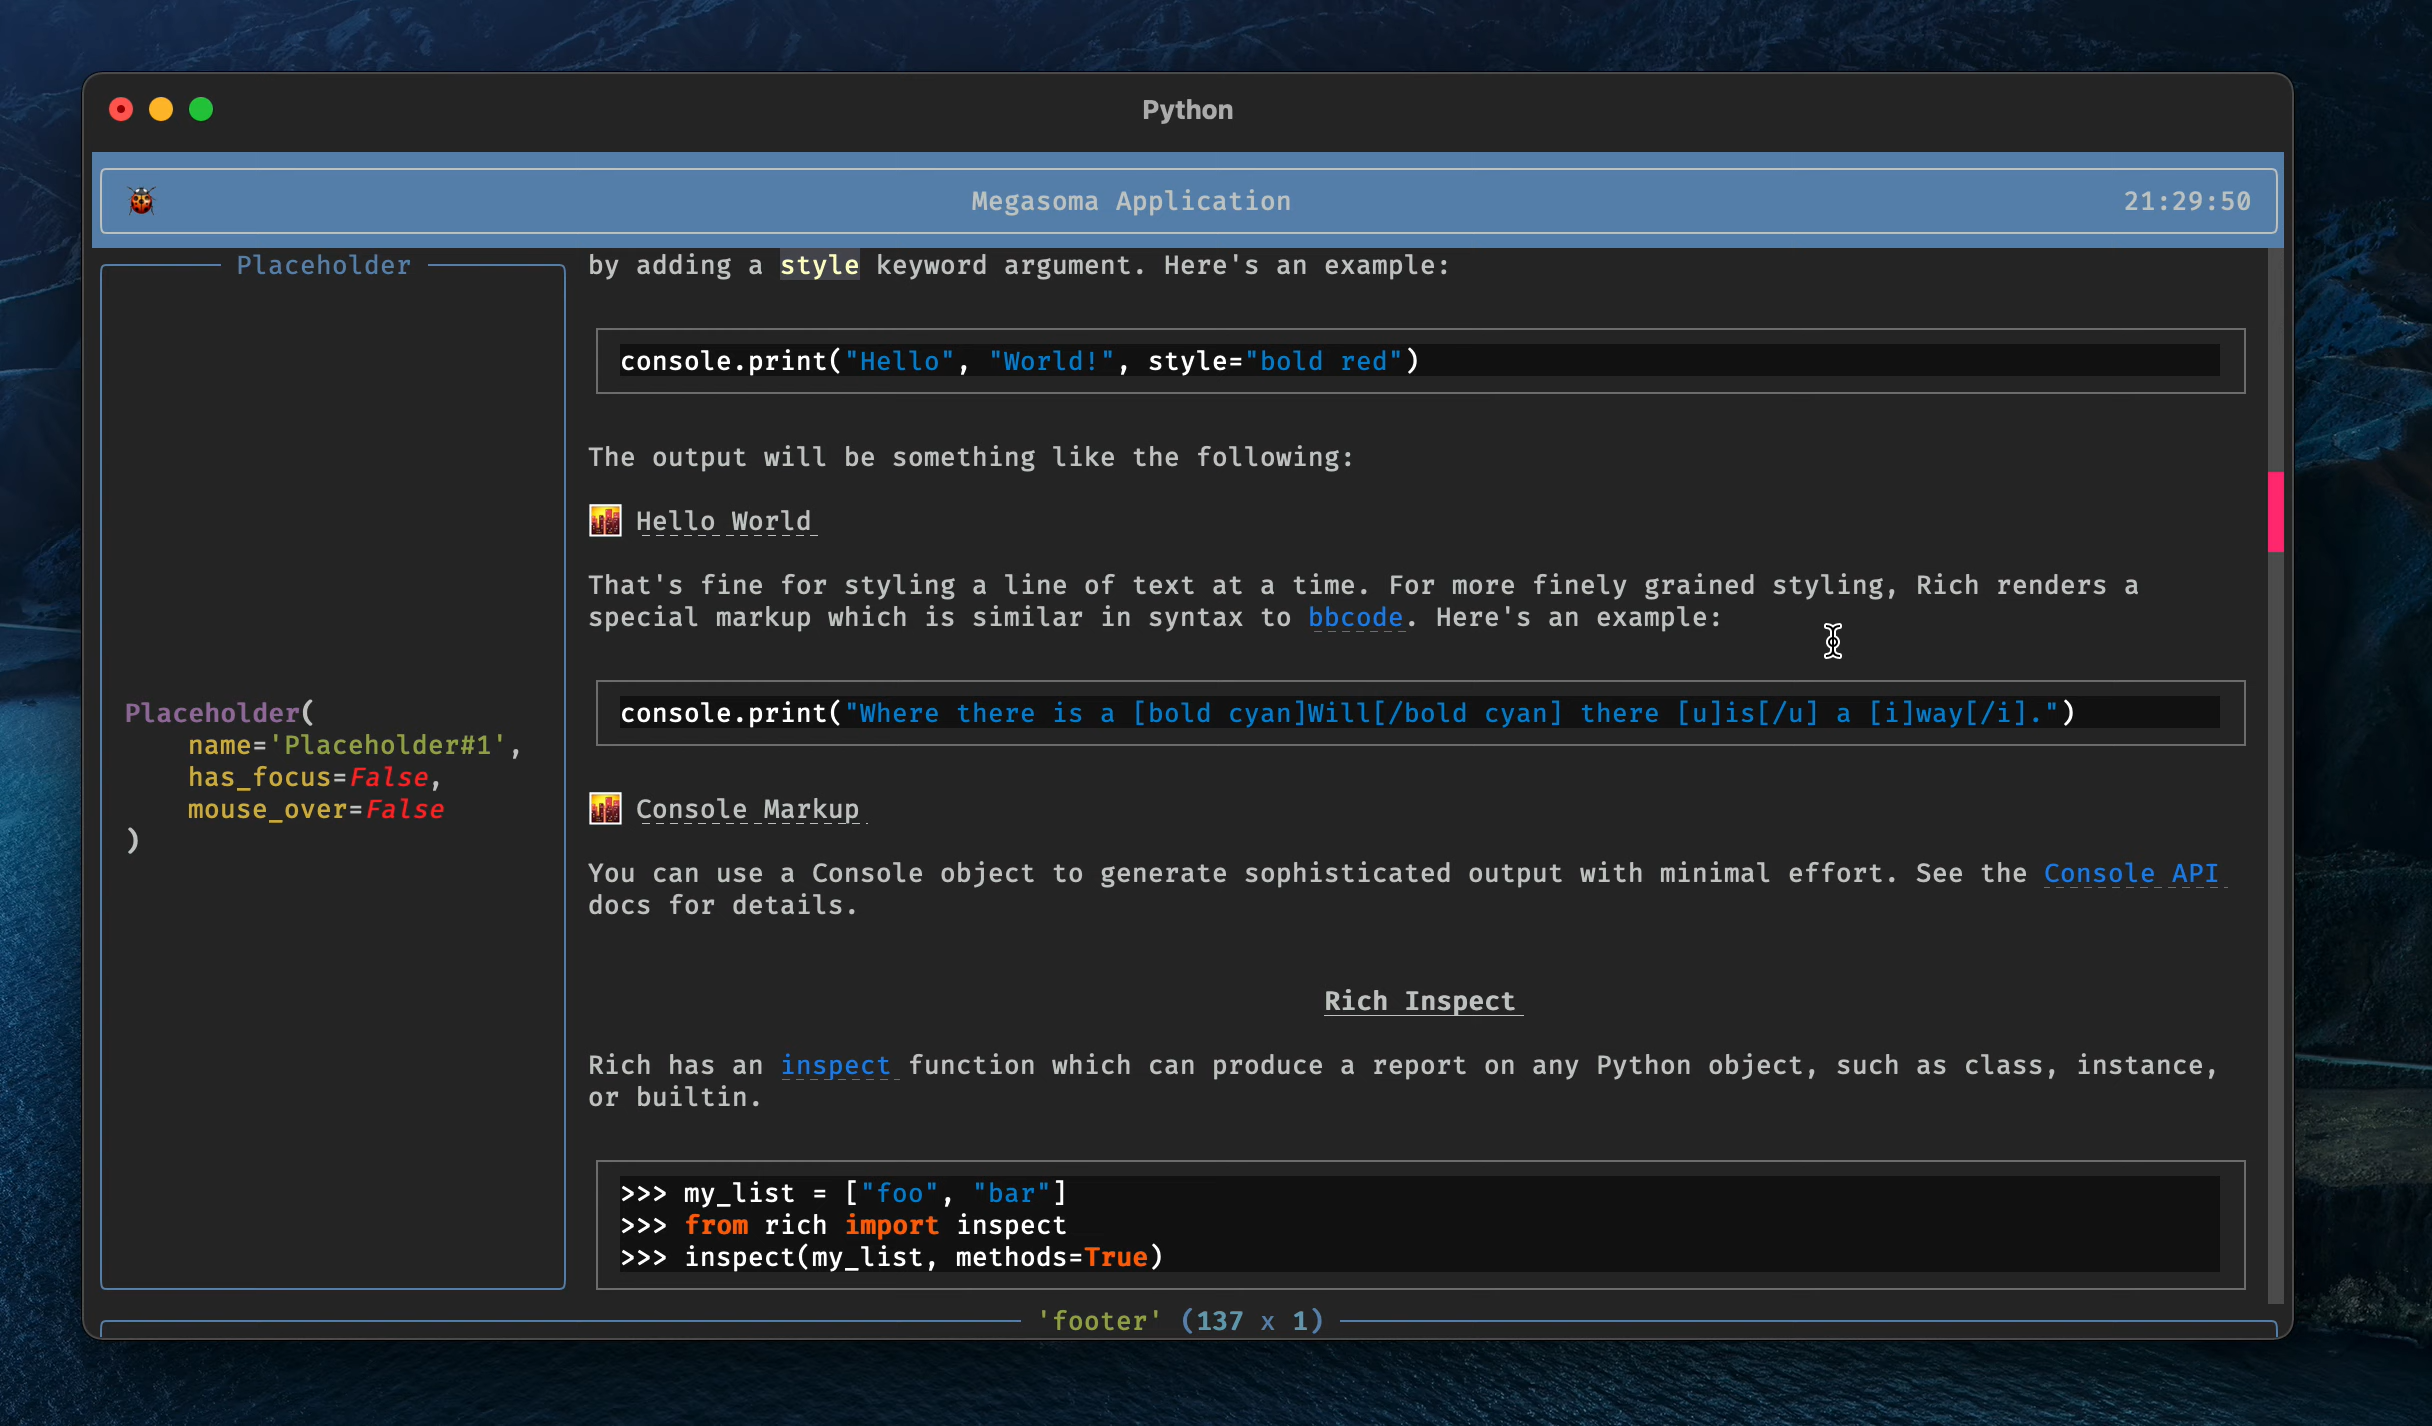 Python
Megasoma Application
21:29:50
Placeholder
Placeholder(
name='Placeholder#1',
has_focus=False,
mouse_over=False
)
by adding a style keyword argument. Here's an example:
console.print("Hello", "World!", style="bold red")
The output will be something like the following:
Hello World
That's fine for styling a line of text at a time. For more finely grained styling, Rich renders a
special markup which is similar in syntax to bbcode. Here's an example:
console.print("Where there is a [bold cyan]Will[/bold cyan] there [u]is[/u] a [i]way[/i].")
Console Markup
You can use a Console object to generate sophisticated output with minimal effort. See the Console API
docs for details.
Rich Inspect
Rich has an inspect function which can produce a report on any Python object, such as class, instance,
or builtin.
>>> my_list = ["foo", "bar"]
>>> from rich import inspect
>>> inspect(my_list, methods=True)
'footer' (137 x 1)